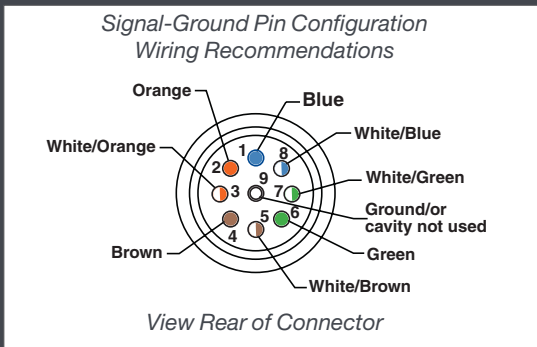 Signal-Ground Pin Configuration
Wiring Recommendations
Orange
Blue
White/Orange
White/Blue
1
8
2
9
White/Green
3
7
Ground/or
cavity not used
4
5
6
Brown
Green
White/Brown
View Rear of Connector